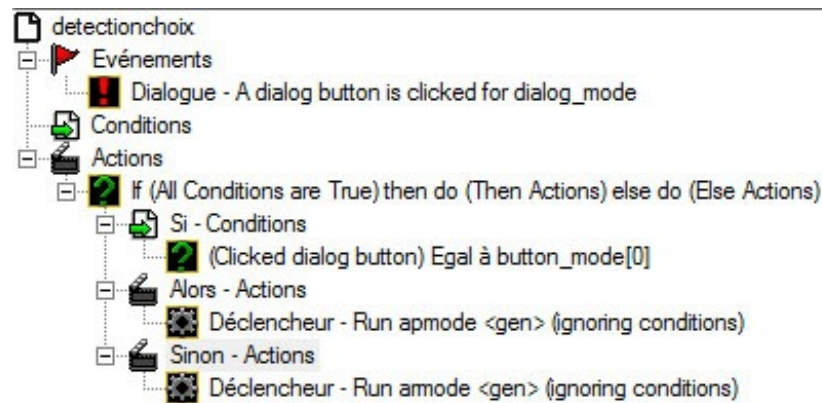 detectionchoix
Evénements
Dialogue - A dialog button is clicked for dialog_mode
Conditions
Actions
If (All Conditions are True) then do (Then Actions) else do (Else Actions)
Si - Conditions
(Clicked dialog button) Egal à button_mode[0]
Alors - Actions
Déclencheur - Run apmode <gen> (ignoring conditions)
Sinon - Actions
Déclencheur - Run armode <gen> (ignoring conditions)